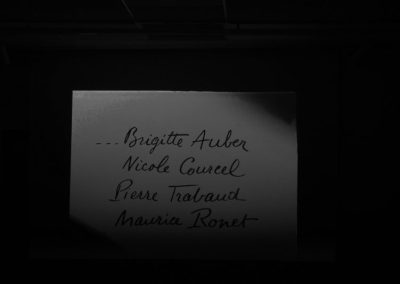 ... Brigitte Auber
Nicole Courcel
Pierre Trabaud
Maurice Ronet